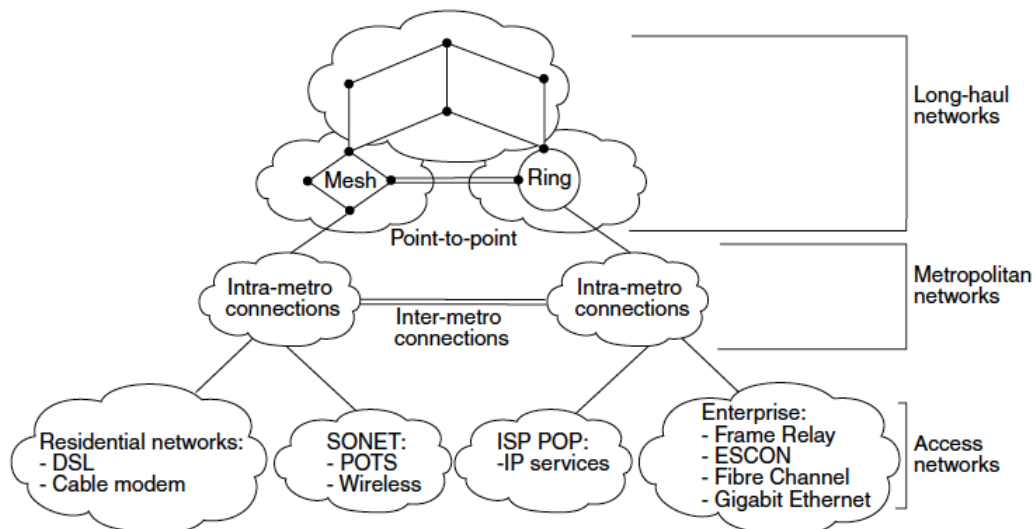 Long-haul
networks
Mesh
Ring
Point-to-point
Metropolitan
networks
Intra-metro
connections
Intra-metro
connections
Inter-metro
connections
Residential networks:
- DSL
- Cable modem
SONET:
- POTS
- Wireless
ISP POP:
-IP services
Enterprise:
- Frame Relay
- ESCON
- Fibre Channel
- Gigabit Ethernet
Access
networks